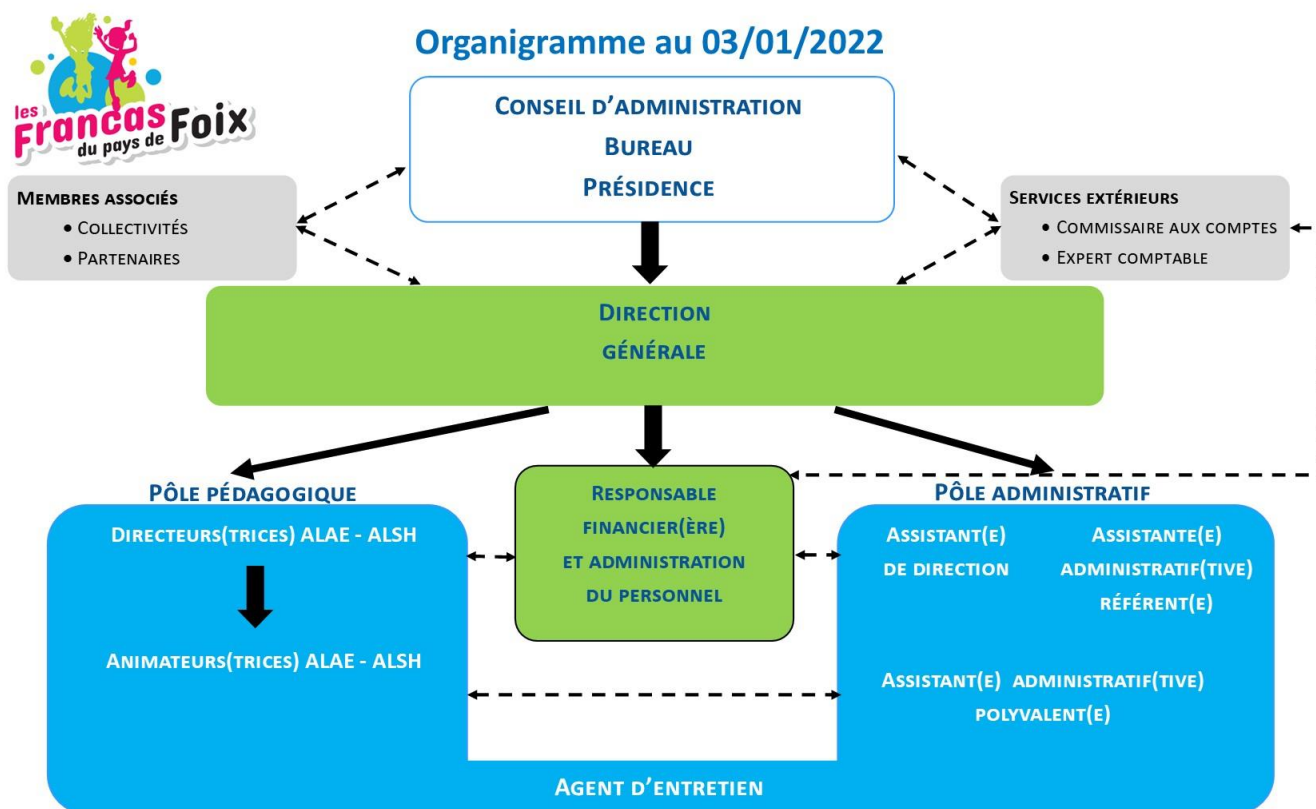 les
Francas
du pays de Foix
Organigramme au 03/01/2022
CONSEIL D'ADMINISTRATION
BUREAU
PRÉSIDENCE
MEMBRES ASSOCIÉS
• COLLECTIVITÉS
• PARTENAIRES
SERVICES EXTÉRIEURS
• COMMISSAIRE AUX COMPTES
• EXPERT COMPTABLE
DIRECTION
GÉNÉRALE
PÔLE PÉDAGOGIQUE
DIRECTEURS(TRICES) ALAE - ALSH
ANIMATEURS(TRICES) ALAE - ALSH
RESPONSABLE
FINANCIER(ÈRE)
ET ADMINISTRATION
DU PERSONNEL
PÔLE ADMINISTRATIF
ASSISTANT(E)
DE DIRECTION
ASSISTANTE(E)
ADMINISTRATIF(TIVE)
RÉFÉRENT(E)
ASSISTANT(E) ADMINISTRATIF(TIVE)
POLYVALENT(E)
AGENT D'ENTRETIEN